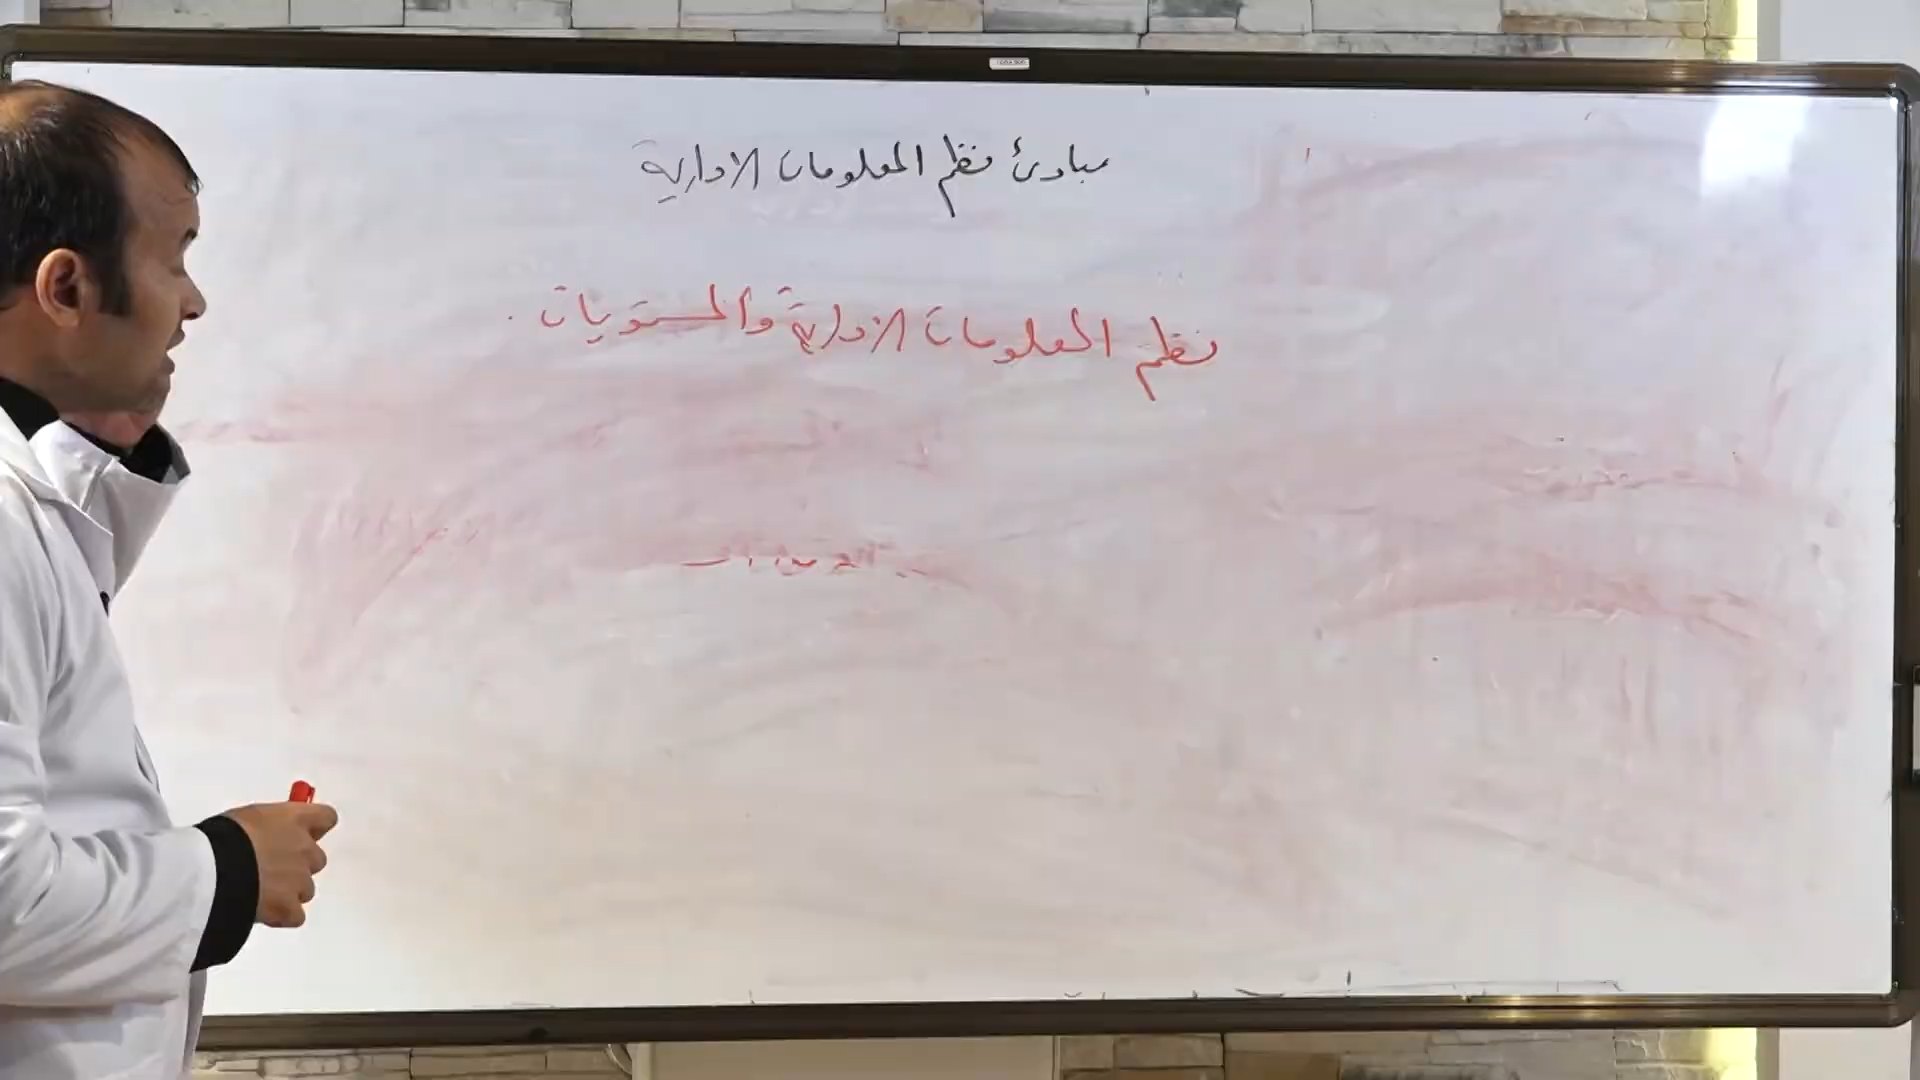 مبادئ نظم المعلومات الادارية
نظم المعلومات الادارية والمستويات .